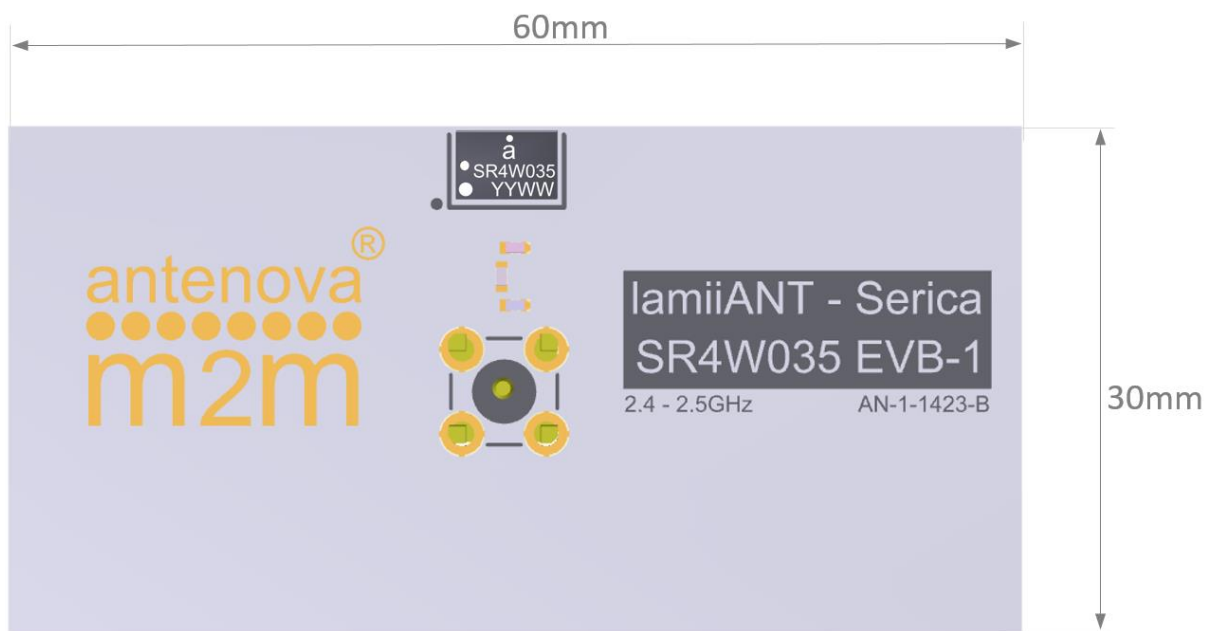 60mm
a
SR4W035
YYWW
antenova®
m2m
lamiiANT - Serica
SR4W035 EVB-1
2.4 - 2.5GHz AN-1-1423-B
30mm